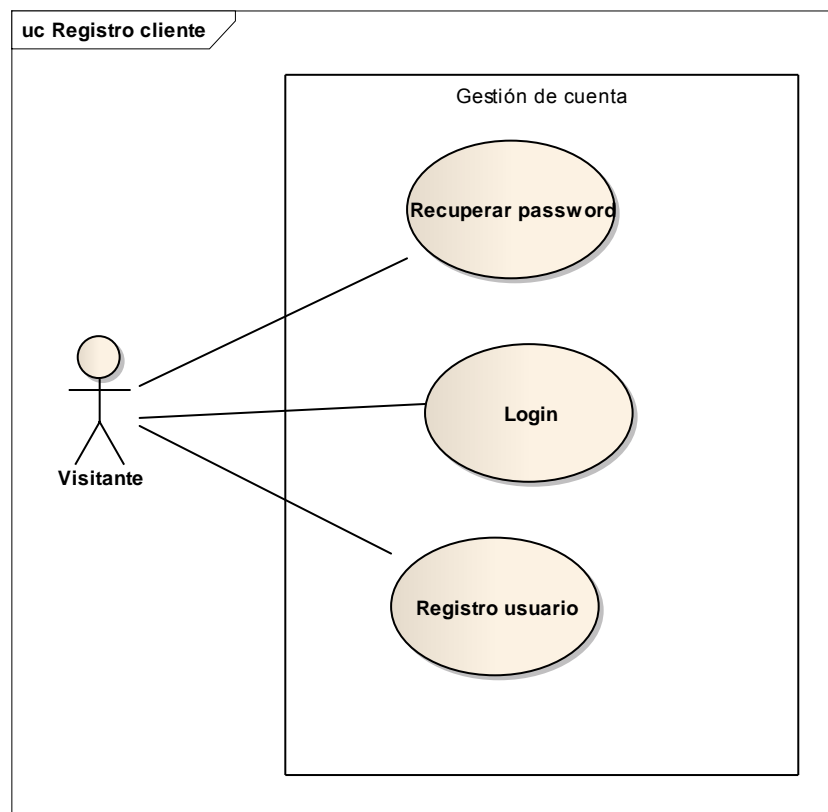 uc Registro cliente
Gestión de cuenta
Recuperar password
Login
Visitante
Registro usuario